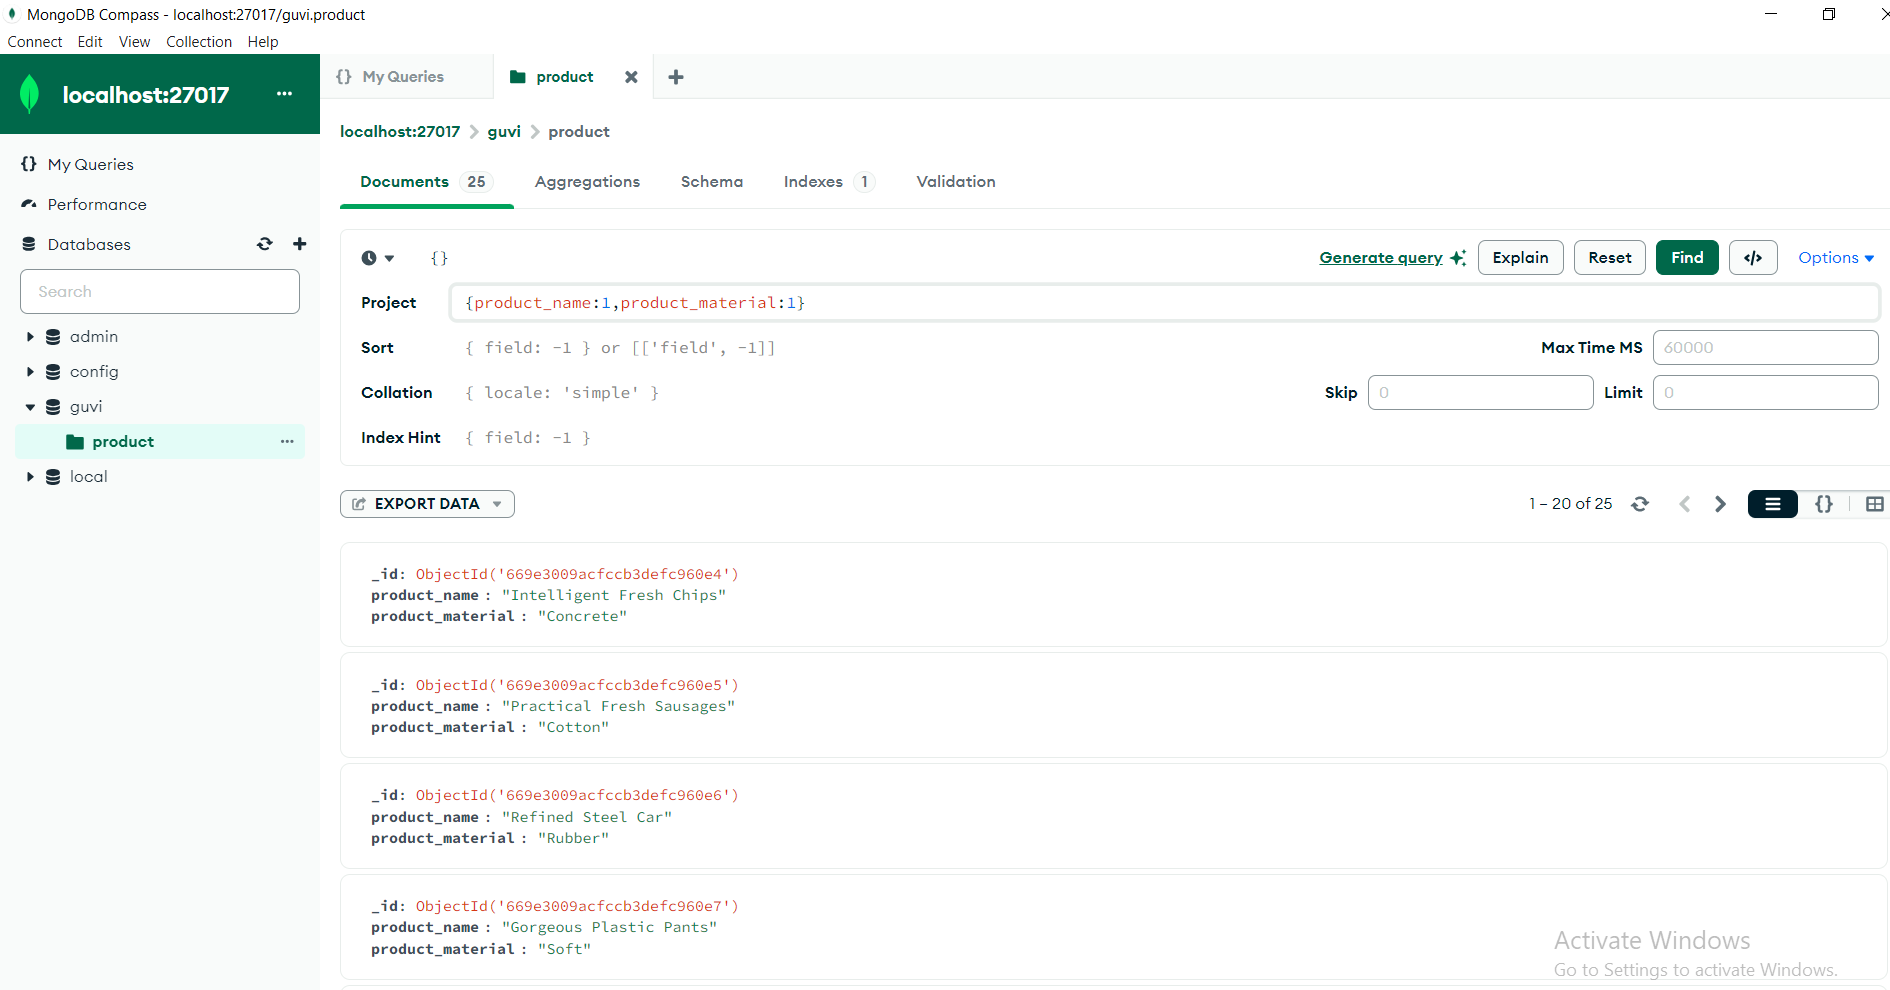 MongoDB Compass - localhost:27017/guvi.product
Connect Edit View Collection Help
localhost:27017
{} My Queries
product
localhost:27017 > guvi > product
{} My Queries
Performance
Databases
Search
admin
config
guvi
product
local
Documents 25 Aggregations Schema Indexes 1 Validation
{} Generate query Explain Reset Find </> Options
Project {product_name:1,product_material:1}
Sort { field: -1 } or [['field', -1]] Max Time MS 60000
Collation { locale: 'simple' } Skip 0 Limit 0
Index Hint { field: -1 }
EXPORT DATA 1 – 20 of 25 {}
_id: ObjectId('669e3009acfccb3defc960e4')
product_name : "Intelligent Fresh Chips"
product_material : "Concrete"
_id: ObjectId('669e3009acfccb3defc960e5')
product_name : "Practical Fresh Sausages"
product_material : "Cotton"
_id: ObjectId('669e3009acfccb3defc960e6')
product_name : "Refined Steel Car"
product_material : "Rubber"
_id: ObjectId('669e3009acfccb3defc960e7')
product_name : "Gorgeous Plastic Pants"
product_material : "Soft"
Activate Windows
Go to Settings to activate Windows.